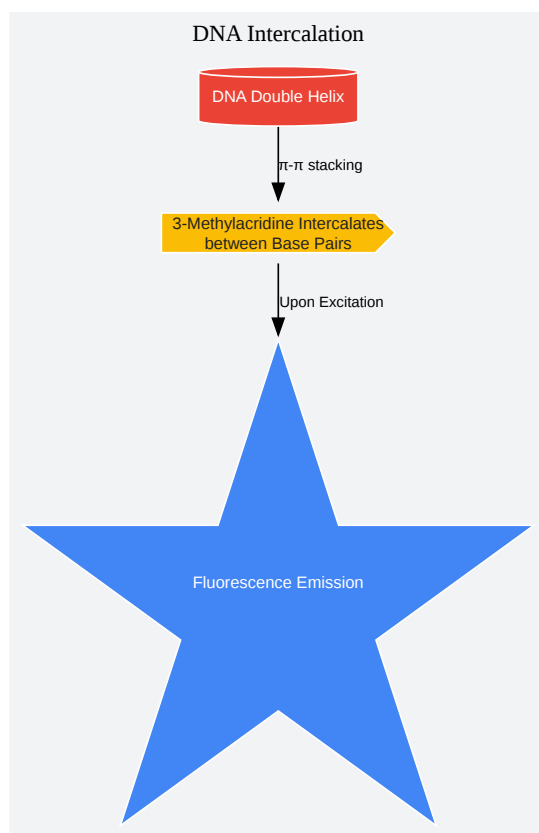 DNA Intercalation
DNA Double Helix
π-π stacking
3-Methylacridine Intercalates
between Base Pairs
Upon Excitation
Fluorescence Emission